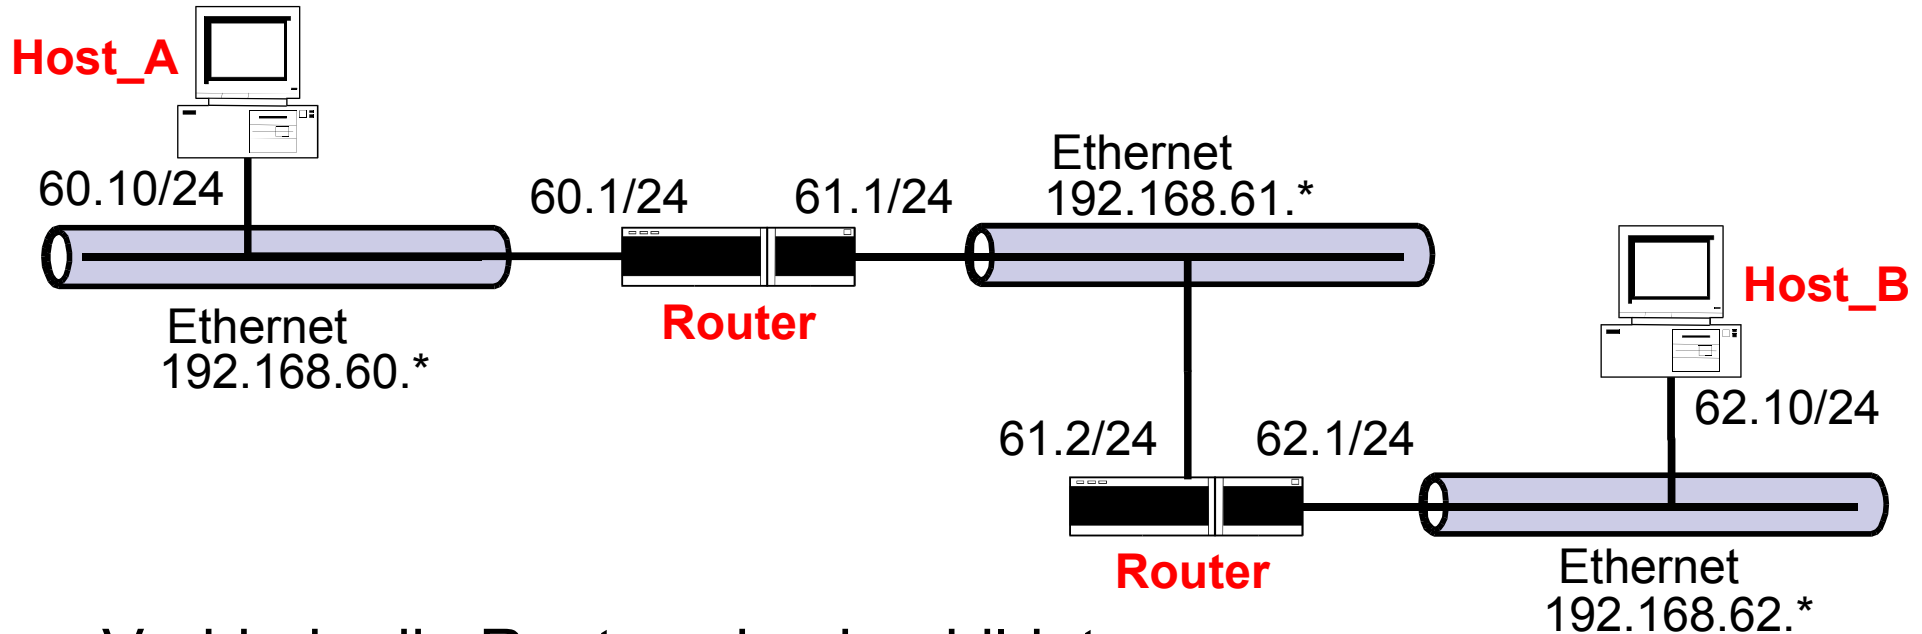 Host_A
60.10/24
60.1/24
61.1/24
Ethernet
192.168.61.*
Host_B
Router
Ethernet
192.168.60.*
62.10/24
61.2/24
62.1/24
Router
Ethernet
192.168.62.*